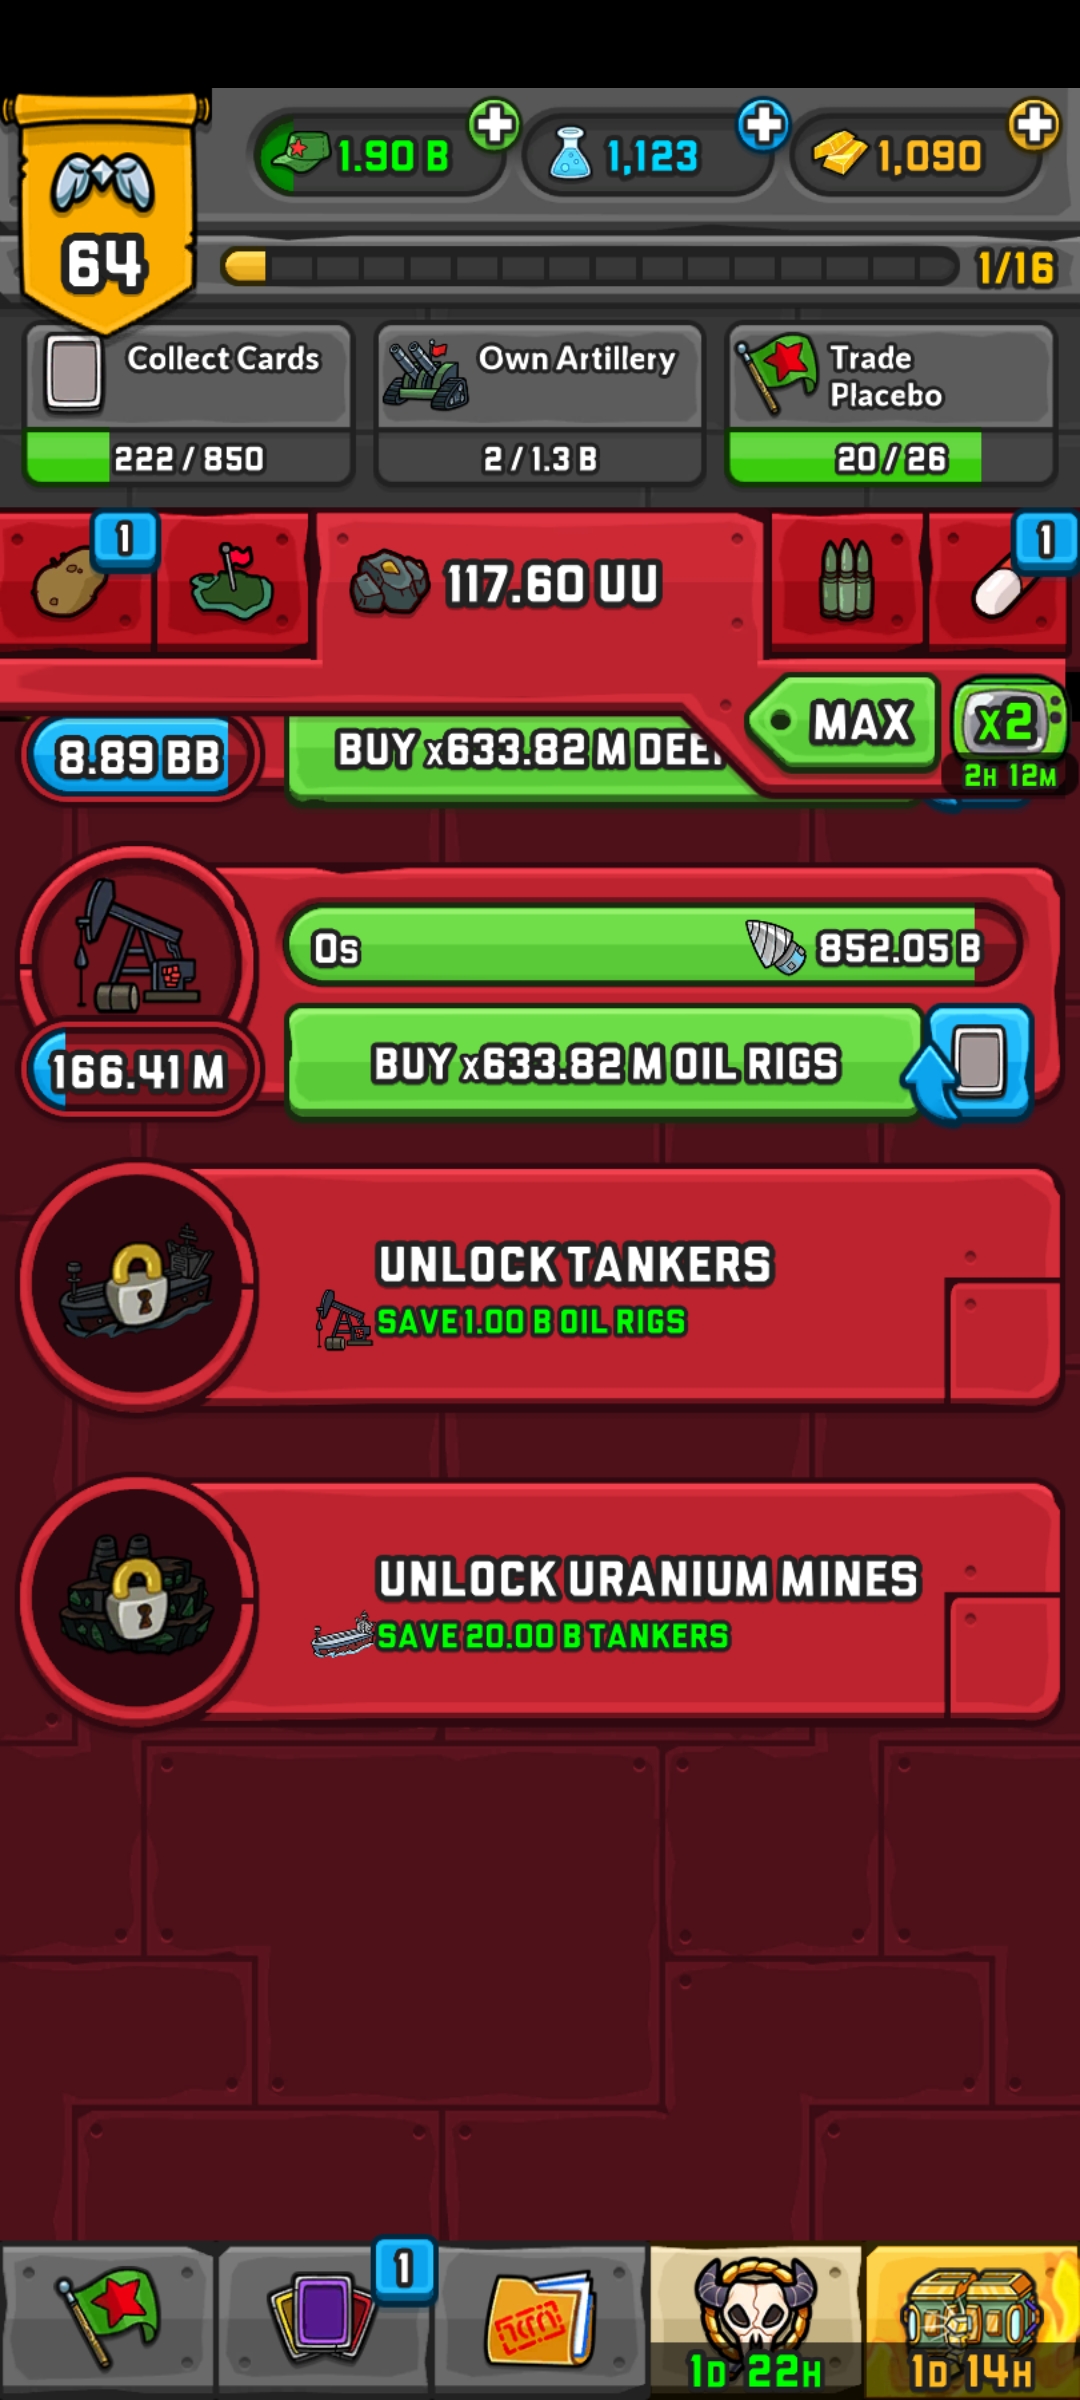 64
1.90 B
1,123
1,090
1/16
Collect Cards
222 / 850
Own Artillery
2 / 1.3 B
Trade
Placebo
20 / 26
1
117.60 UU
1
MAX
x2
2H 12M
8.89 BB
BUY x633.82 M DEE
0s
852.05 B
166.41 M
BUY x633.82 M OIL RIGS
UNLOCK TANKERS
SAVE 1.00 B OIL RIGS
UNLOCK URANIUM MINES
SAVE 20.00 B TANKERS
1
1D 22H
1D 14H